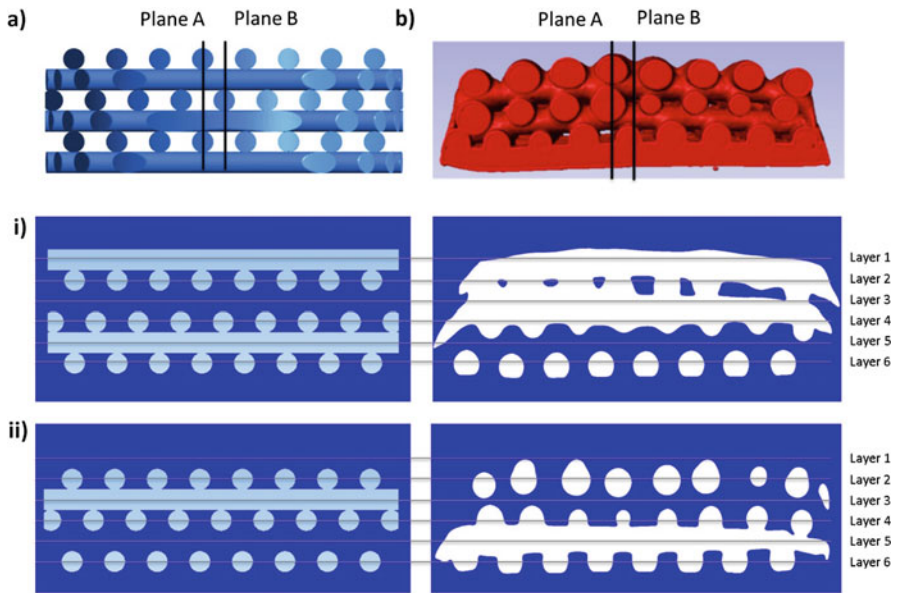 a)
Plane A Plane B
b)
Plane A Plane B
i)
Layer 1
Layer 2
Layer 3
Layer 4
Layer 5
Layer 6
ii)
Layer 1
Layer 2
Layer 3
Layer 4
Layer 5
Layer 6